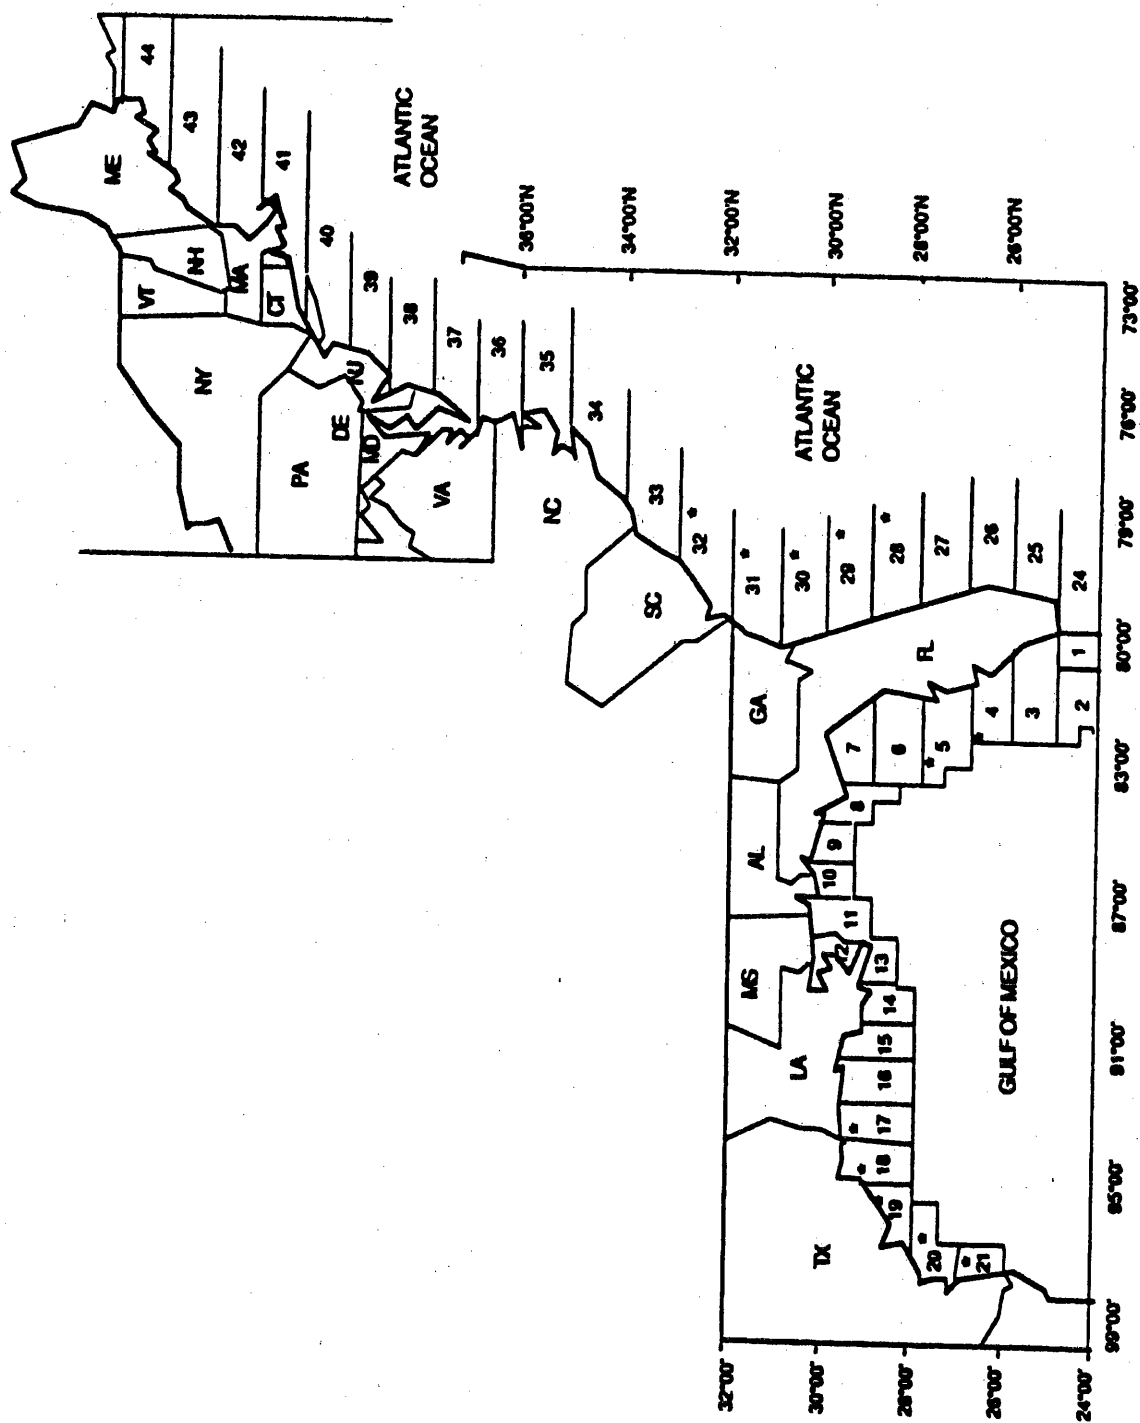 44
ME
43
42
41
ATLANTIC
OCEAN
40
NH
VT
MA
CT
39
38
37
36
35
34
NY
NJ
DE
MD
PA
VA
NC
36°00'N
34°00'N
32°00'N
30°00'N
28°00'N
26°00'N
33
32 *
31 *
30 *
29 *
28 *
27
26
25
24
ATLANTIC
OCEAN
SC
GA
FL
AL
MS
LA
TX
1
2
3
4 *
5 *
6
7
8
9
10
11
12
13
14
15
16
17 *
18 *
19 *
20 *
21 *
GULF OF MEXICO
32°00'
30°00'
28°00'
26°00'
24°00'
99°00'
95°00'
91°00'
87°00'
83°00'
80°00'
79°00'
76°00'
73°00'